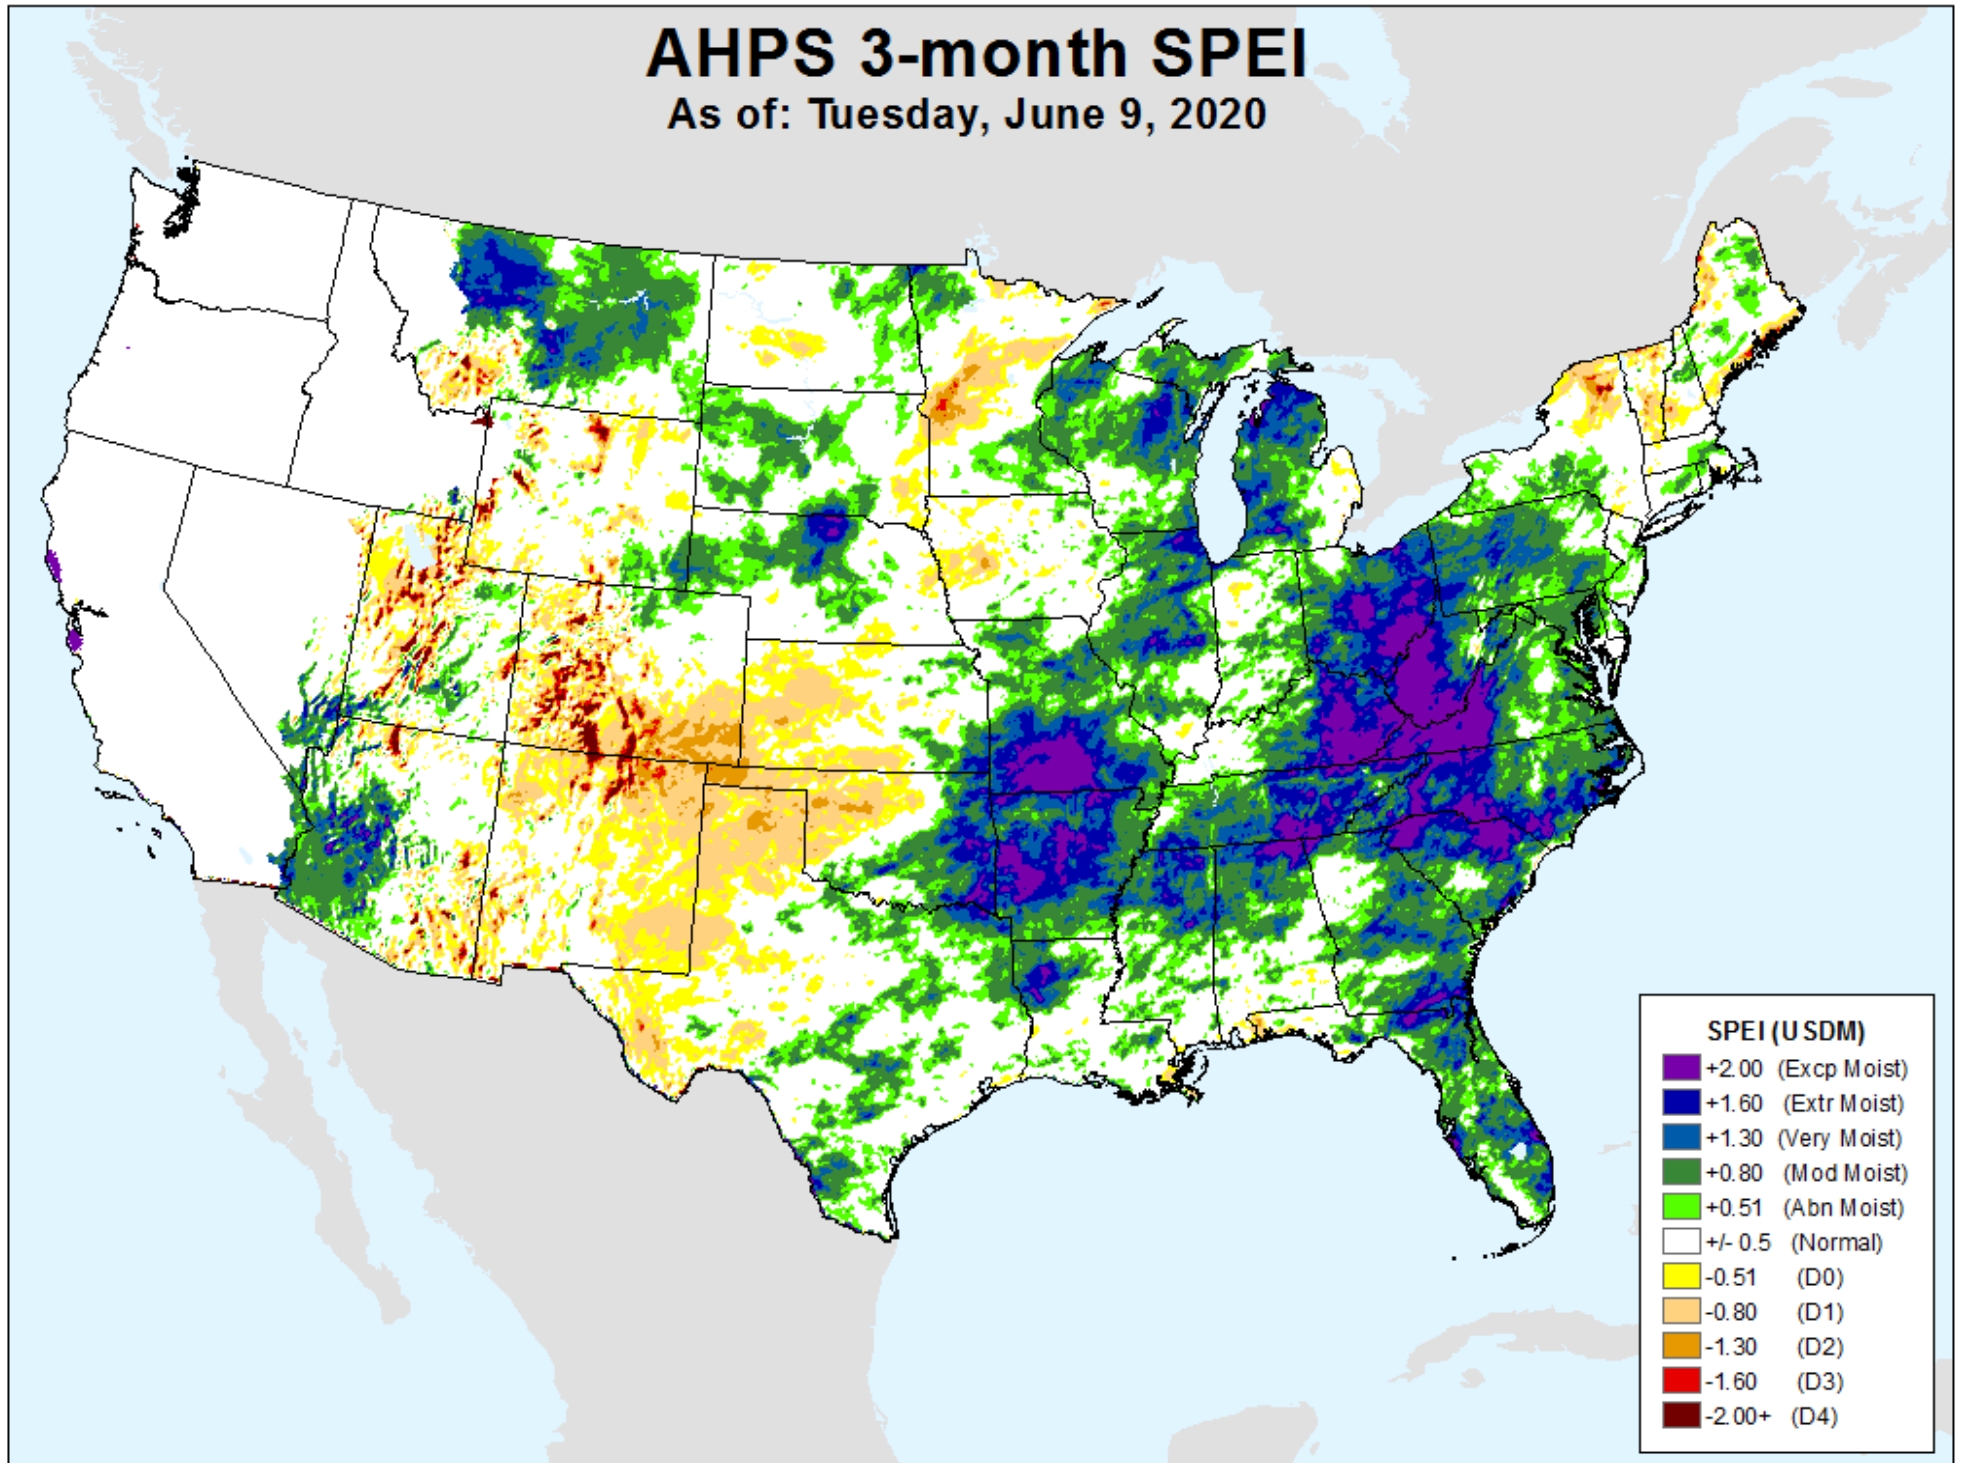 AHPS 3-month SPEI
As of: Tuesday, June 9, 2020
SPEI (USDM)
+2.00 (Excp Moist)
+1.60 (Extr Moist)
+1.30 (Very Moist)
+0.80 (Mod Moist)
+0.51 (Abn Moist)
+/- 0.5 (Normal)
-0.51 (D0)
-0.80 (D1)
-1.30 (D2)
-1.60 (D3)
-2.00+ (D4)